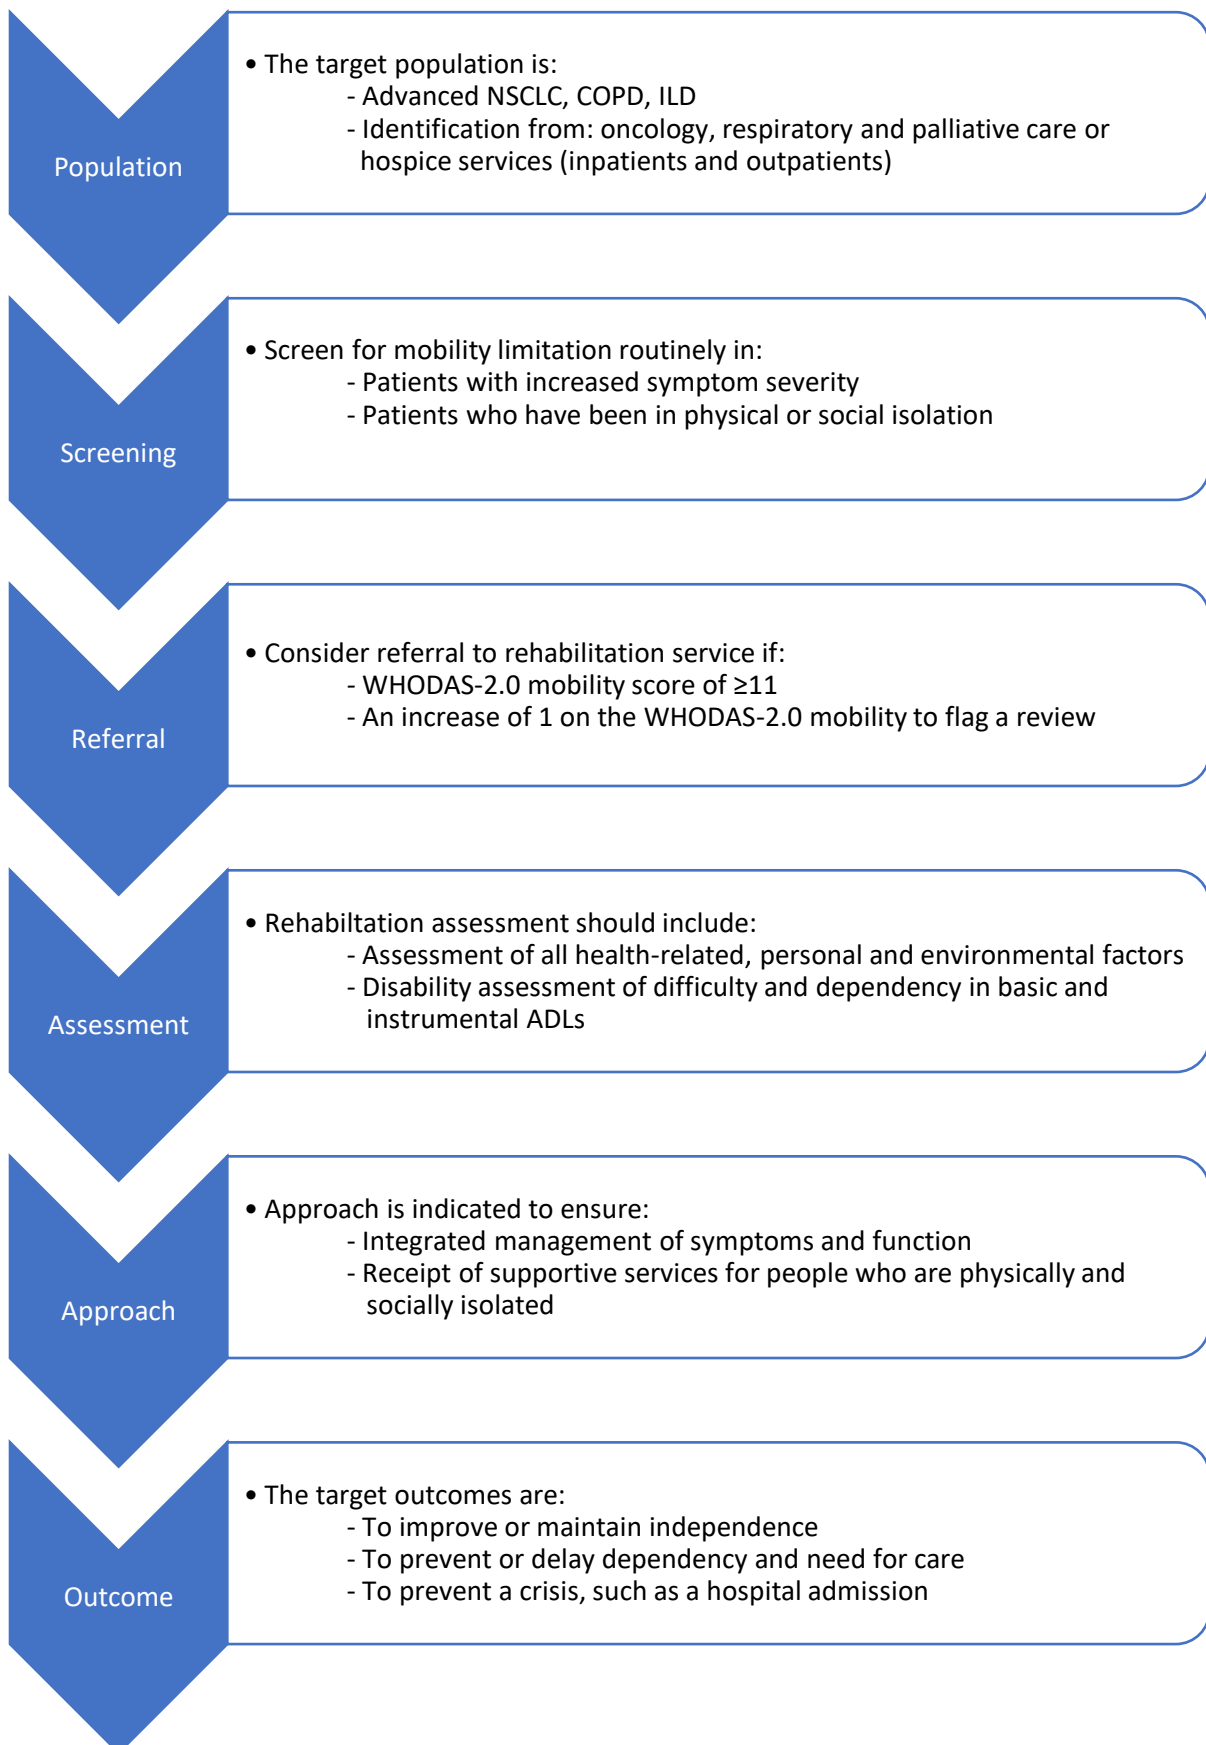 Population
• The target population is:
- Advanced NSCLC, COPD, ILD
- Identification from: oncology, respiratory and palliative care or
hospice services (inpatients and outpatients)
Screening
• Screen for mobility limitation routinely in:
- Patients with increased symptom severity
- Patients who have been in physical or social isolation
Referral
• Consider referral to rehabilitation service if:
- WHODAS-2.0 mobility score of ≥11
- An increase of 1 on the WHODAS-2.0 mobility to flag a review
Assessment
• Rehabiltation assessment should include:
- Assessment of all health-related, personal and environmental factors
- Disability assessment of difficulty and dependency in basic and
instrumental ADLs
Approach
• Approach is indicated to ensure:
- Integrated management of symptoms and function
- Receipt of supportive services for people who are physically and
socially isolated
Outcome
• The target outcomes are:
- To improve or maintain independence
- To prevent or delay dependency and need for care
- To prevent a crisis, such as a hospital admission